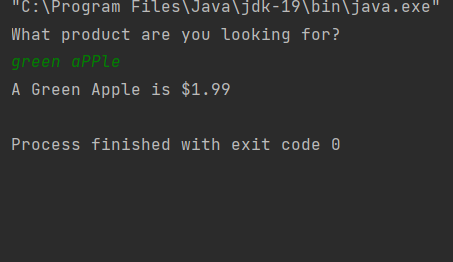 "C:\Program Files\Java\jdk-19\bin\java.exe"
What product are you looking for?
green aPPle
A Green Apple is $1.99
Process finished with exit code 0